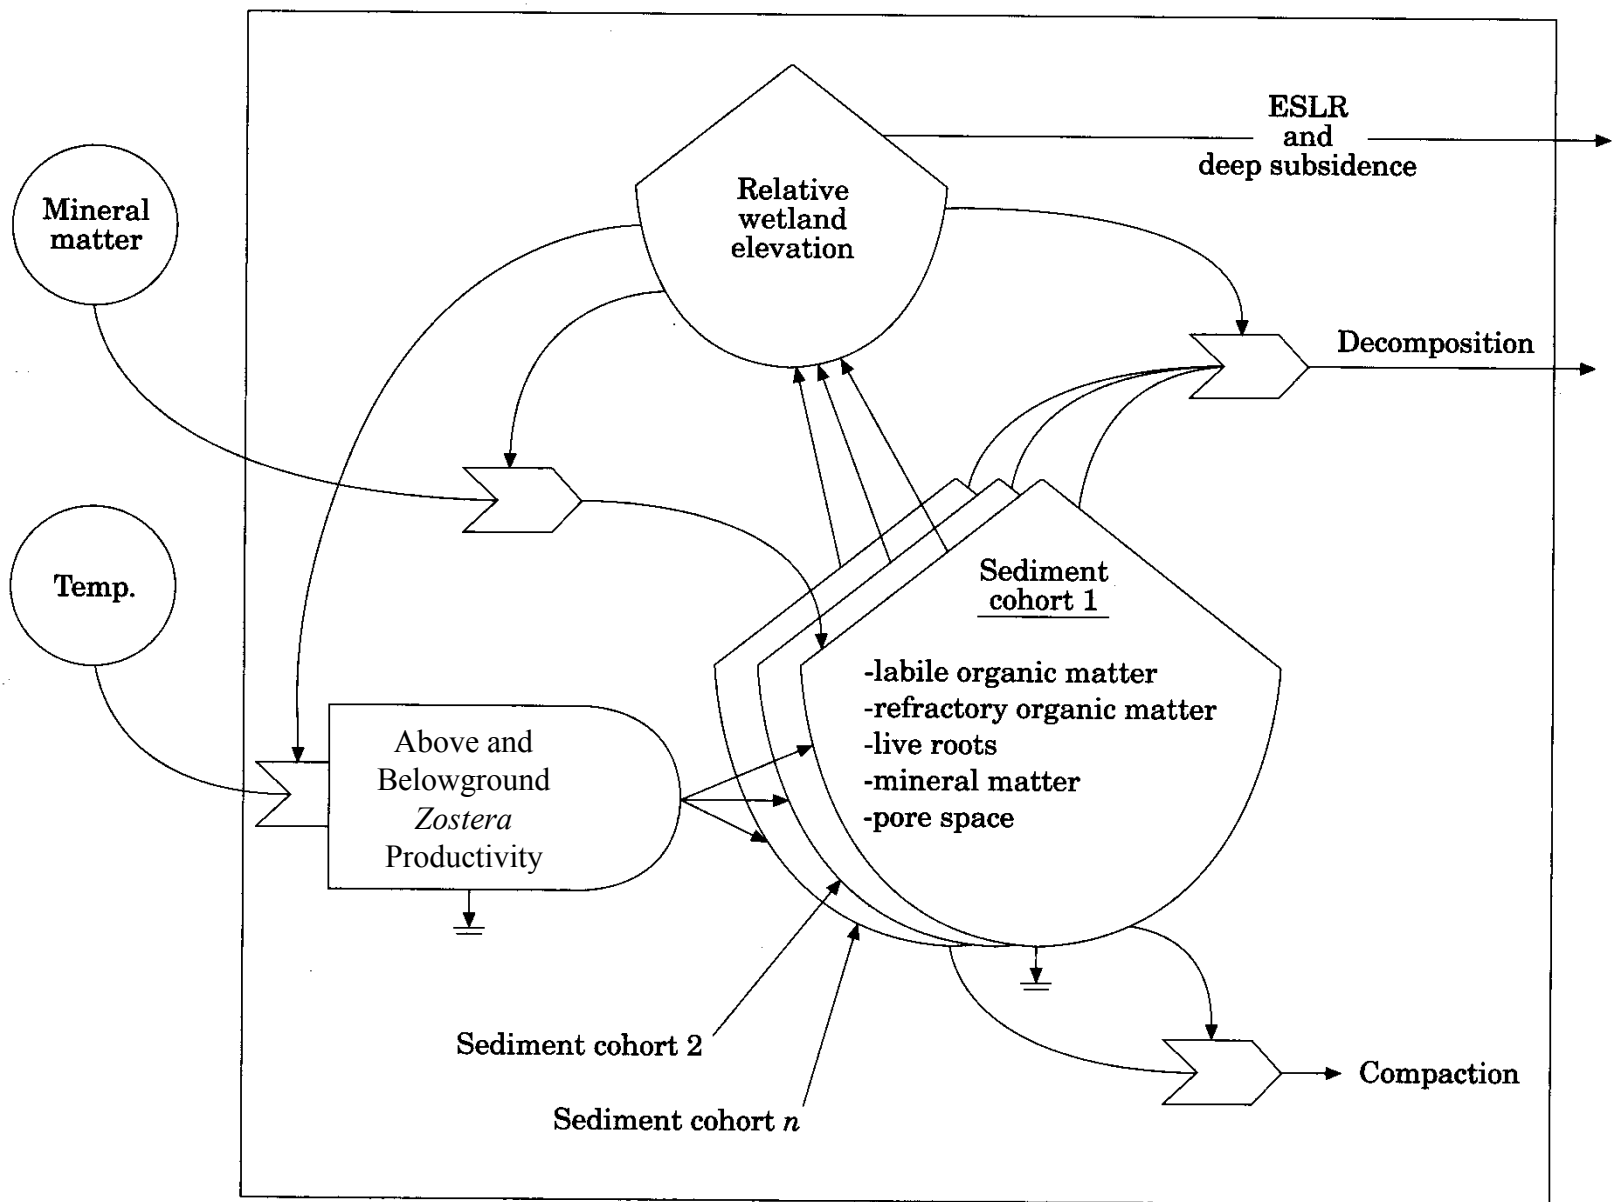 ESLR
and
deep subsidence
Mineral
matter
Relative
wetland
elevation
Decomposition
Temp.
Sediment
cohort 1
-labile organic matter
-refractory organic matter
-live roots
-mineral matter
-pore space
Above and
Belowground
Zostera
Productivity
Sediment cohort 2
Compaction
Sediment cohort n